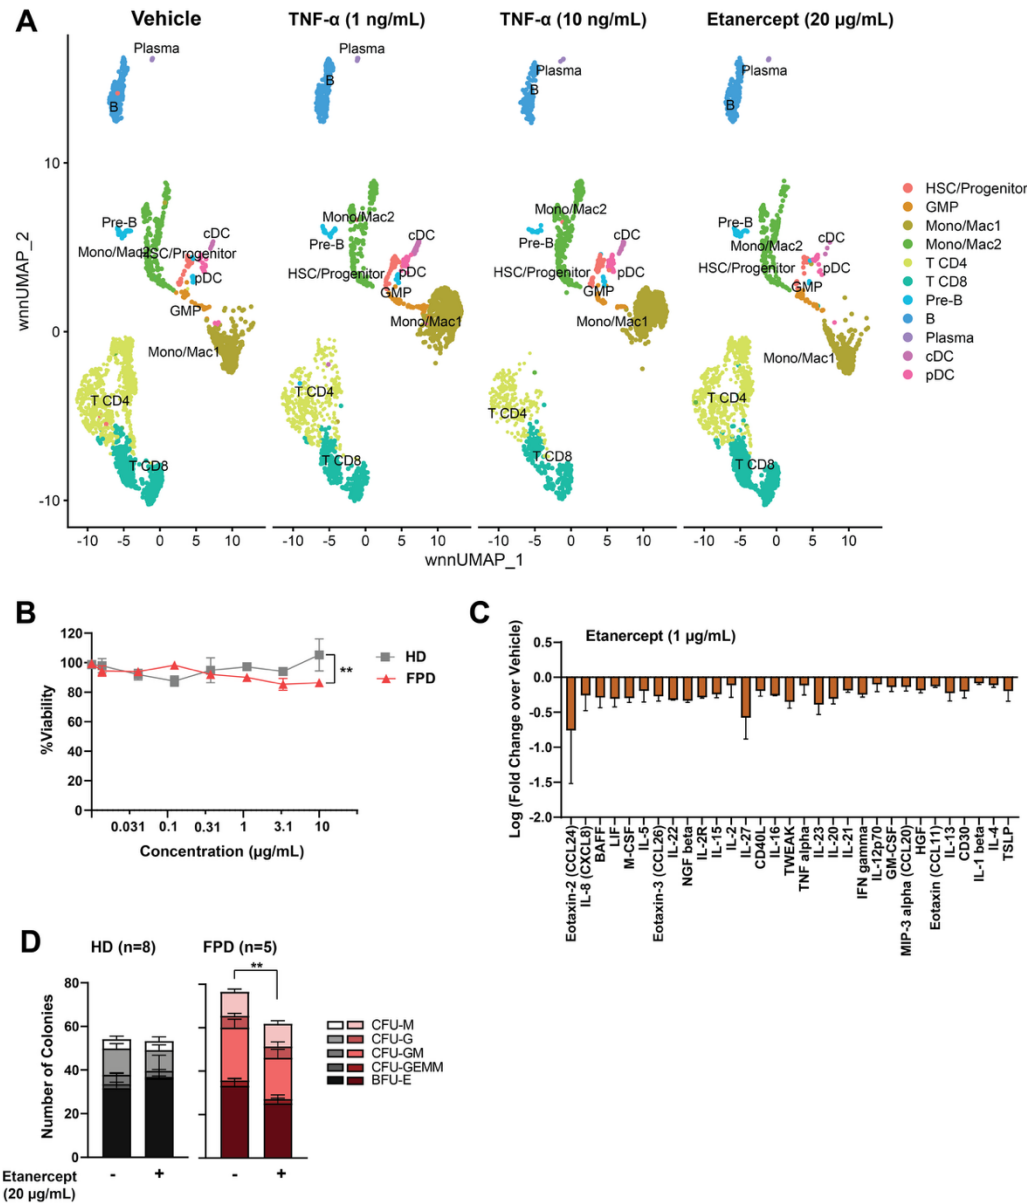 A
Vehicle
TNF-α (1 ng/mL)
TNF-α (10 ng/mL)
Etanercept (20 µg/mL)
Plasma
B
Pre-B
Mono/Mac2
HSC/Progenitor
cDC
pDC
GMP
Mono/Mac1
T CD4
T CD8
Plasma
B
Mono/Mac2
Pre-B
cDC
pDC
HSC/Progenitor
GMP
Mono/Mac1
T CD4
T CD8
Plasma
B
Mono/Mac2
Pre-B
cDC
pDC
HSC/Progenitor
GMP
Mono/Mac1
T CD4
T CD8
Plasma
B
Pre-B
Mono/Mac2
cDC
HSC/Progenitor
pDC
GMP
Mono/Mac1
T CD4
T CD8
wnnUMAP_2
10
0
-10
-10 -5 0 5 10
-10 -5 0 5 10
-10 -5 0 5 10
-10 -5 0 5 10
wnnUMAP_1
HSC/Progenitor
GMP
Mono/Mac1
Mono/Mac2
T CD4
T CD8
Pre-B
B
Plasma
cDC
pDC
B
%Viability
120
100
80
60
40
20
0
0.031 0.1 0.31 1 3.1 10
Concentration (µg/mL)
**
HD
FPD
C
Etanercept (1 µg/mL)
Log (Fold Change over Vehicle)
0.5
0.0
-0.5
-1.0
-1.5
-2.0
Eotaxin-2 (CCL24)
IL-8 (CXCL8)
BAFF
LIF
M-CSF
IL-5
Eotaxin-3 (CCL26)
IL-22
NGF beta
IL-2R
IL-15
IL-2
IL-27
CD40L
IL-16
TWEAK
TNF alpha
IL-23
IL-20
IL-21
IFN gamma
IL-12p70
GM-CSF
MIP-3 alpha (CCL20)
HGF
Eotaxin (CCL11)
IL-13
CD30
IL-1 beta
IL-4
TSLP
D
HD (n=8)
FPD (n=5)
**
Number of Colonies
80
60
40
20
0
CFU-M
CFU-G
CFU-GM
CFU-GEMM
BFU-E
Etanercept
(20 µg/mL)
- + - +